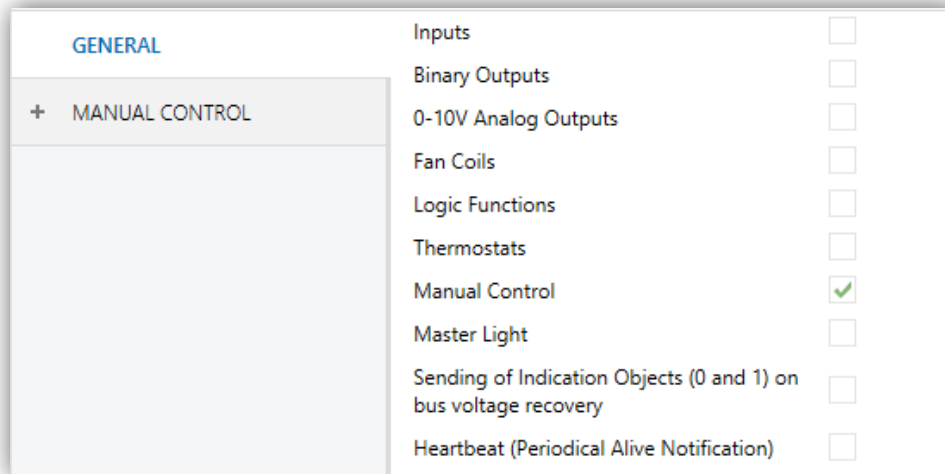 GENERAL
+ MANUAL CONTROL
Inputs
Binary Outputs
0-10V Analog Outputs
Fan Coils
Logic Functions
Thermostats
Manual Control
Master Light
Sending of Indication Objects (0 and 1) on
bus voltage recovery
Heartbeat (Periodical Alive Notification)